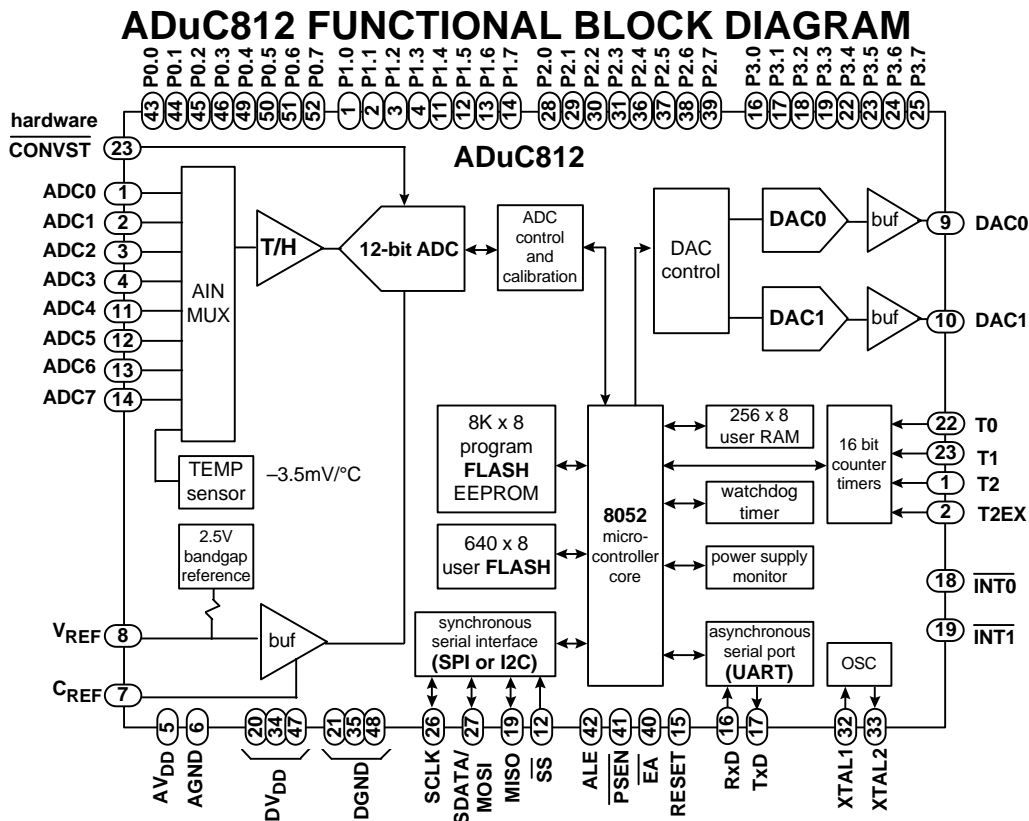 ADuC812 FUNCTIONAL BLOCK DIAGRAM
P0.0 P0.1 P0.2 P0.3 P0.4 P0.5 P0.6 P0.7 P1.0 P1.1 P1.2 P1.3 P1.4 P1.5 P1.6 P1.7 P2.0 P2.1 P2.2 P2.3 P2.4 P2.5 P2.6 P2.7 P3.0 P3.1 P3.2 P3.3 P3.4 P3.5 P3.6 P3.7
43 44 45 46 49 50 51 52 1 2 3 4 11 12 13 14 28 29 30 31 36 37 38 39 16 17 18 19 22 23 24 25
hardware
CONVST 23
ADuC812
ADC0 1
ADC1 2
ADC2 3
ADC3 4
ADC4 11
ADC5 12
ADC6 13
ADC7 14
AIN
MUX
T/H
12-bit ADC
ADC
control
and
calibration
DAC
control
DAC0
buf
9 DAC0
DAC1
buf
10 DAC1
TEMP
sensor
–3.5mV/°C
2.5V
bandgap
reference
VREF 8
buf
CREF 7
8K x 8
program
FLASH
EEPROM
640 x 8
user FLASH
synchronous
serial interface
(SPI or I2C)
8052
micro-
controller
core
256 x 8
user RAM
watchdog
timer
power supply
monitor
asynchronous
serial port
(UART)
16 bit
counter
timers
22 T0
23 T1
1 T2
2 T2EX
18 INT0
19 INT1
OSC
5 6 20 34 47 21 35 48 26 27 19 12 42 41 40 15 16 17 32 33
AVDD
AGND
DVDD
DGND
SCLK
SDATA/
MOSI
MISO
SS
ALE
PSEN
EA
RESET
RxD
TxD
XTAL1
XTAL2